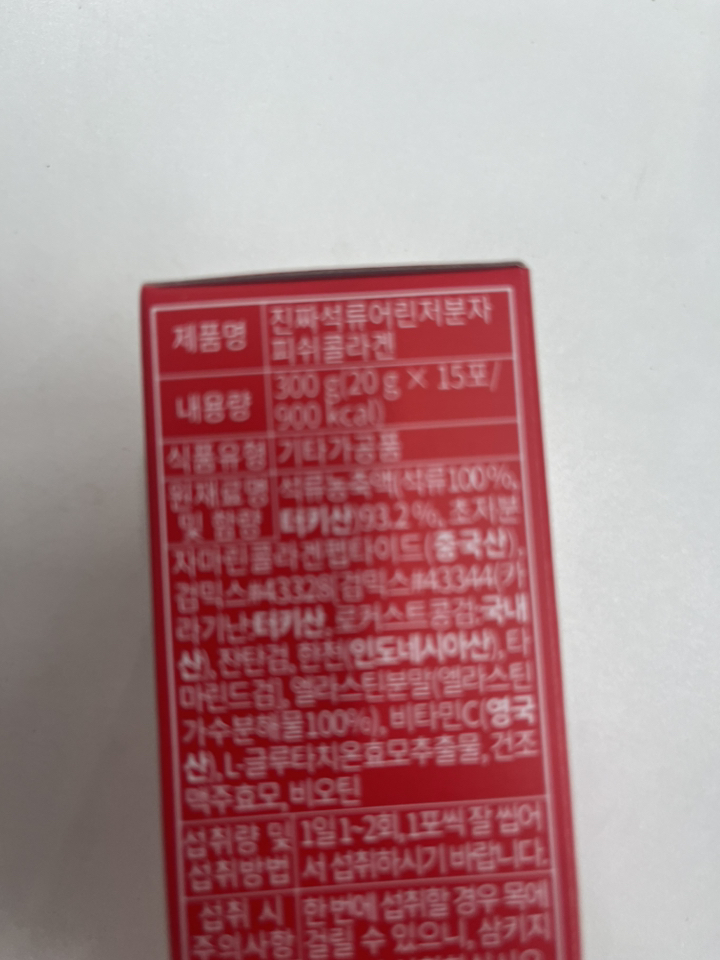 제품명 진짜석류어린저분자
피쉬콜라겐
내용량 300 g(20 g × 15포/
900 kcal)
식품유형 기타가공품
원재료명 석류농축액(석류100%,
및 함량 터키산)93.2%, 초저분
자마린콜라겐펩타이드(중국산),
검믹스#43328[검믹스#43344(카
라기난:터키산, 로커스트콩검:국내
산), 잔탄검, 한천(인도네시아산), 타
마린드검], 엘라스틴분말(엘라스틴
가수분해물100%), 비타민C(영국
산), L-글루타치온효모추출물, 건조
맥주효모, 비오틴
섭취량 및 1일1~2회, 1포씩 잘 씹어
섭취방법 서 섭취하시기 바랍니다.
섭취 시 한 번에 섭취할 경우 목에
주의사항 걸릴 수 있으니, 삼키지